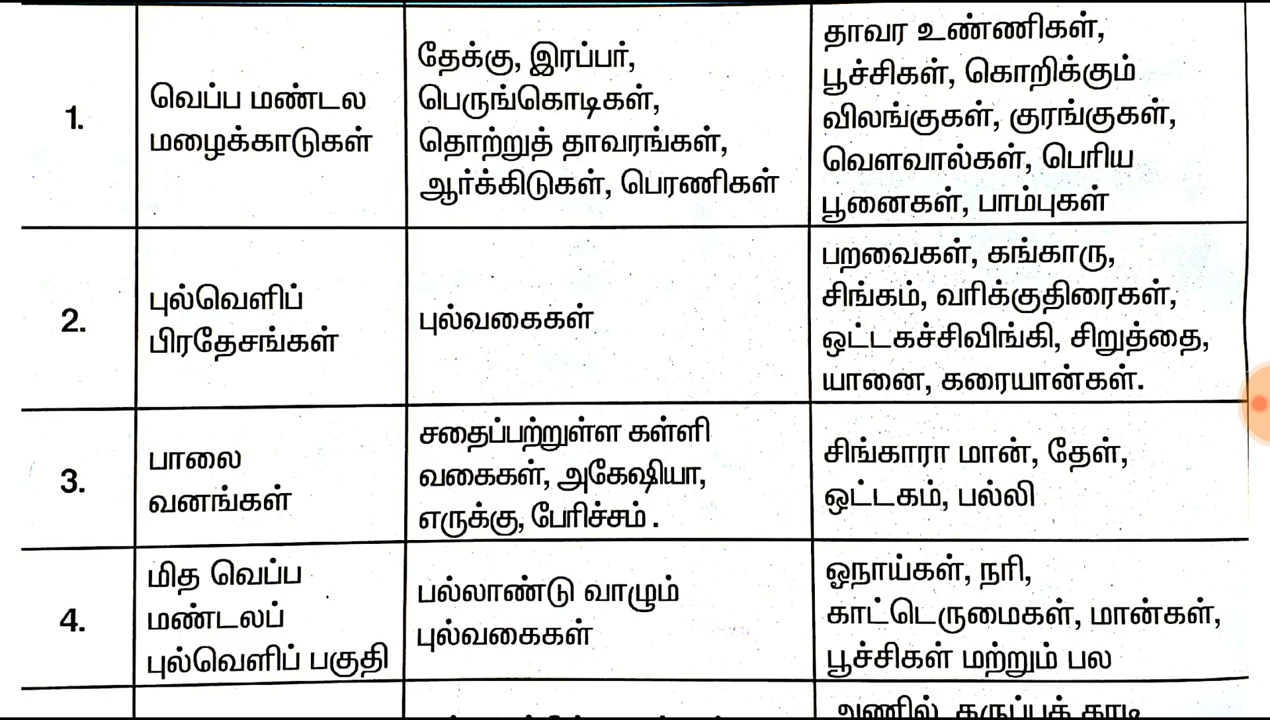 1.
வெப்ப மண்டல
மழைக்காடுகள்
தேக்கு, இரப்பர்,
பெருங்கொடிகள்,
தொற்றுத் தாவரங்கள்,
ஆர்க்கிடுகள், பெரணிகள்
தாவர உண்ணிகள்,
பூச்சிகள், கொறிக்கும்
விலங்குகள், குரங்குகள்,
வௌவால்கள், பெரிய
பூனைகள், பாம்புகள்
2.
புல்வெளிப்
பிரதேசங்கள்
புல்வகைகள்
பறவைகள், கங்காரு,
சிங்கம், வரிக்குதிரைகள்,
ஒட்டகச்சிவிங்கி, சிறுத்தை,
யானை, கரையான்கள்.
3.
பாலை
வனங்கள்
சதைப்பற்றுள்ள கள்ளி
வகைகள், அகேஷியா,
எருக்கு, பேரிச்சம் .
சிங்காரா மான், தேள்,
ஒட்டகம், பல்லி
4.
மித வெப்ப
மண்டலப்
புல்வெளிப் பகுதி
பல்லாண்டு வாழும்
புல்வகைகள்
ஓநாய்கள், நரி,
காட்டெருமைகள், மான்கள்,
பூச்சிகள் மற்றும் பல
அணில், கருப்புக் கரடி